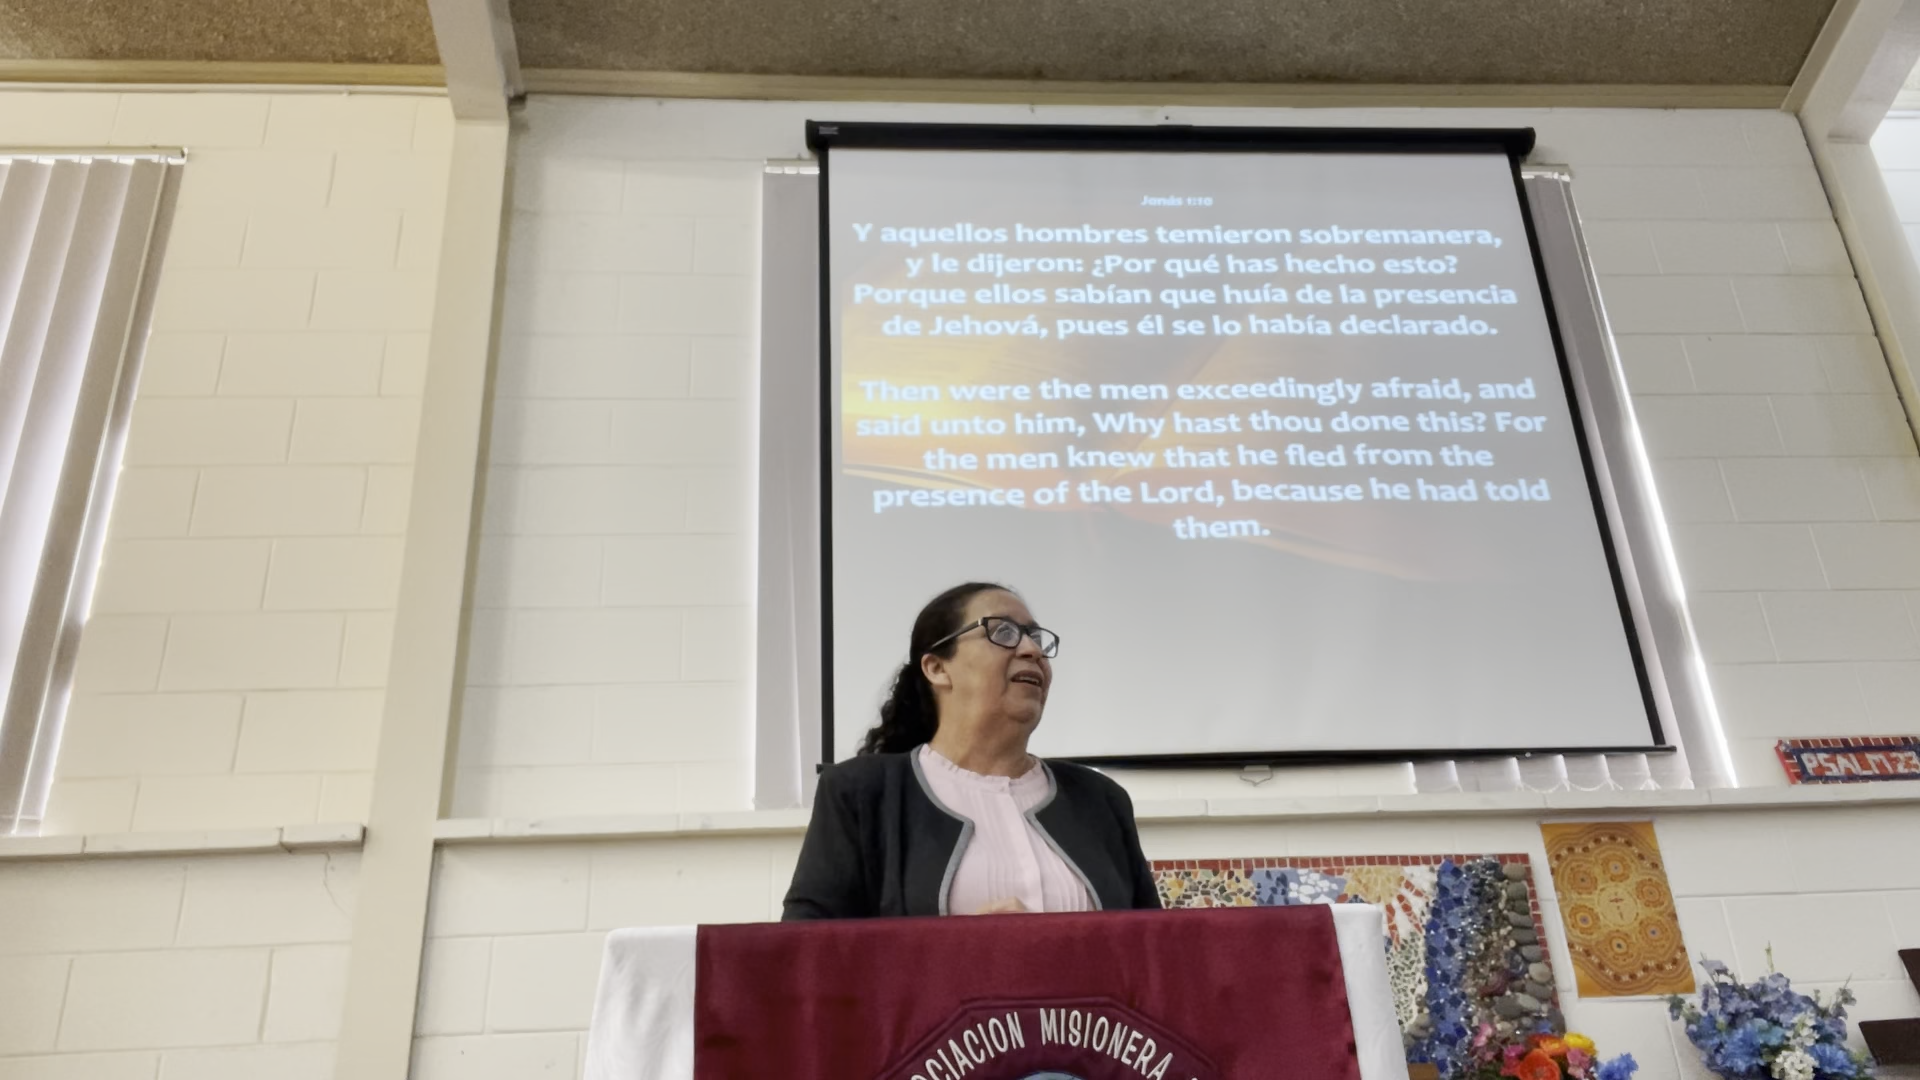 Jonás 1:10
Y aquellos hombres temieron sobremanera,
y le dijeron: ¿Por qué has hecho esto?
Porque ellos sabían que huía de la presencia
de Jehová, pues él se lo había declarado.
Then were the men exceedingly afraid, and
said unto him, Why hast thou done this? For
the men knew that he fled from the
presence of the Lord, because he had told
them.
PSALM 23
OCIACION MISIONERA